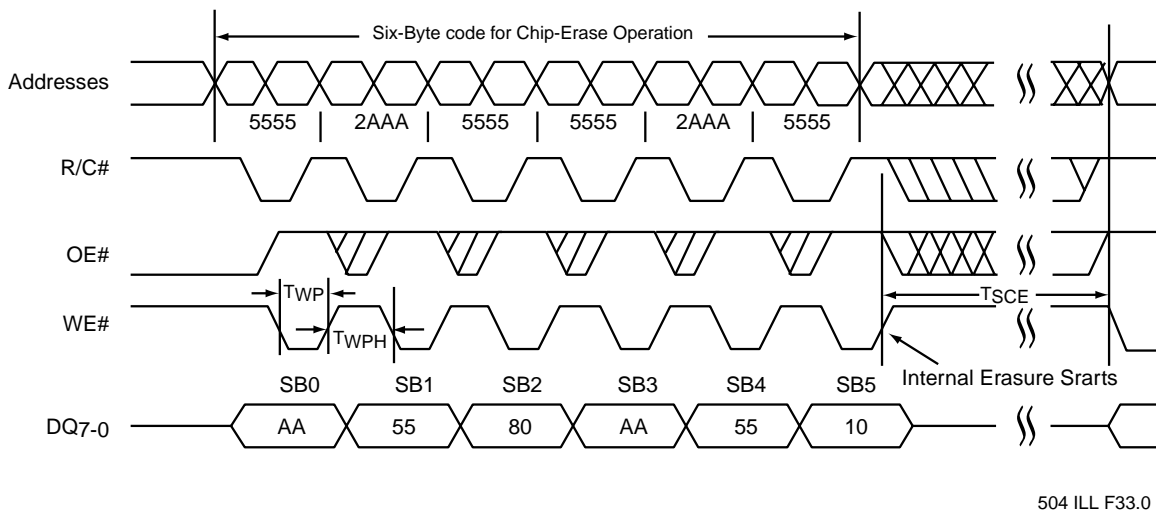 Six-Byte code for Chip-Erase Operation
Addresses
5555 2AAA 5555 5555 2AAA 5555
R/C#
OE#
TWP
TSCE
WE#
TWPH
Internal Erasure Srarts
SB0 SB1 SB2 SB3 SB4 SB5
DQ7-0 AA 55 80 AA 55 10
504 ILL F33.0